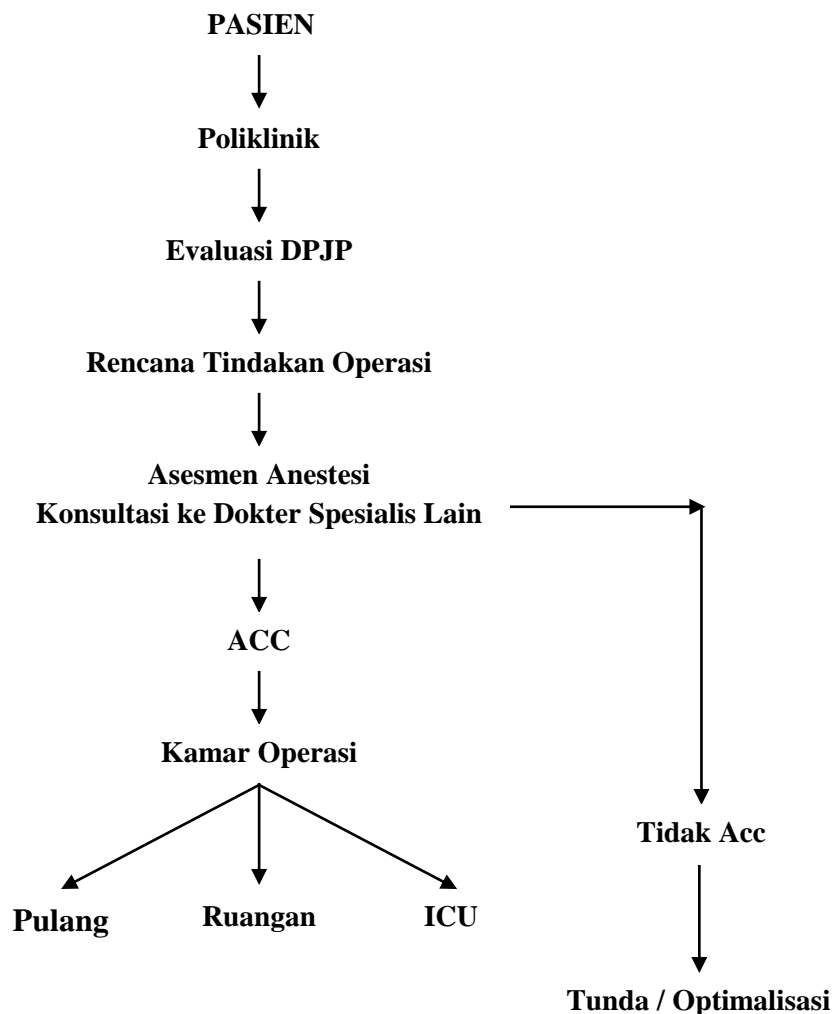 PASIEN
Poliklinik
Evaluasi DPJP
Rencana Tindakan Operasi
Asesmen Anestesi
Konsultasi ke Dokter Spesialis Lain
ACC
Kamar Operasi
Tidak Acc
Pulang
Ruangan
ICU
Tunda / Optimalisasi